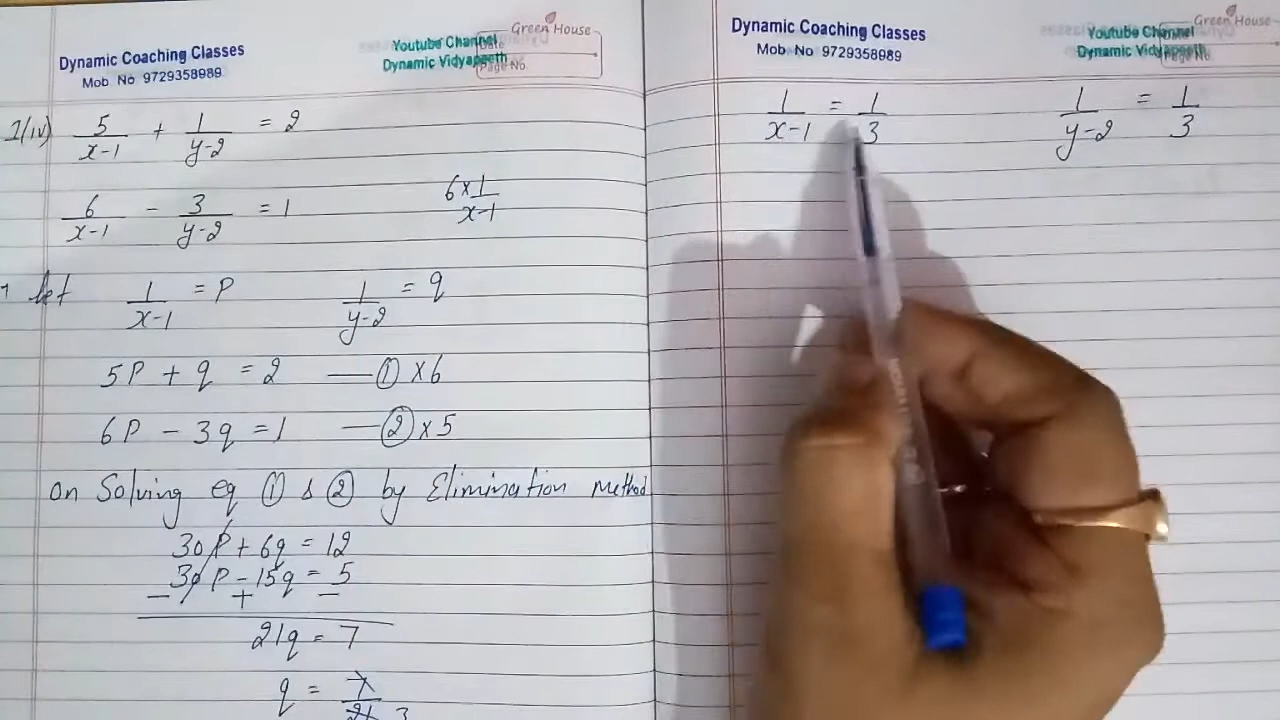 Dynamic Coaching Classes
Mob No 9729358989
Youtube Channel
Dynamic Vidyapeeth
Green House
Date
Page No.
1(iv) 5/(x-1) + 1/(y-2) = 2
6/(x-1) - 3/(y-2) = 1
6×1/(x-1)
let 1/(x-1) = P 1/(y-2) = q
5P + q = 2 —① ×6
6P - 3q = 1 —② ×5
on Solving eq ① & ② by Elimination Method
30P + 6q = 12
30P - 15q = 5
- + -
21q = 7
q = 7/21 3
Dynamic Coaching Classes
Mob No 9729358989
Youtube Channel
Dynamic Vidyapeeth
Green House
Page No.
1/(x-1) = 1/3 1/(y-2) = 1/3